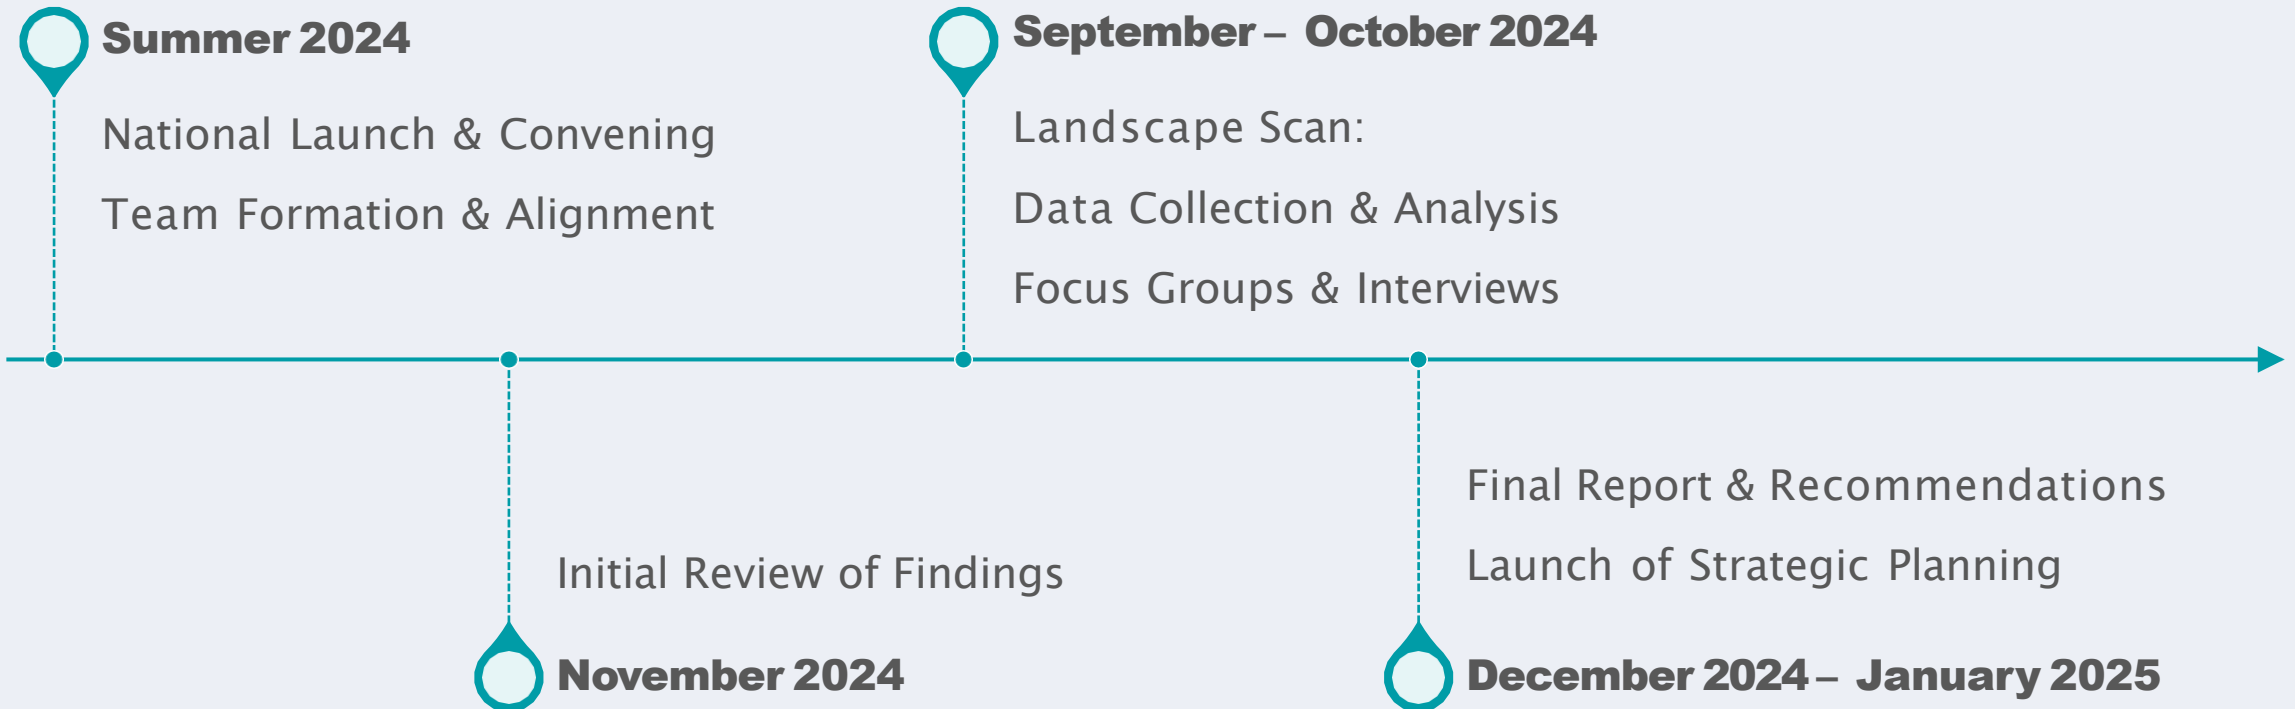 Summer 2024
National Launch & Convening
Team Formation & Alignment
September – October 2024
Landscape Scan:
Data Collection & Analysis
Focus Groups & Interviews
Initial Review of Findings
November 2024
Final Report & Recommendations
Launch of Strategic Planning
December 2024 – January 2025